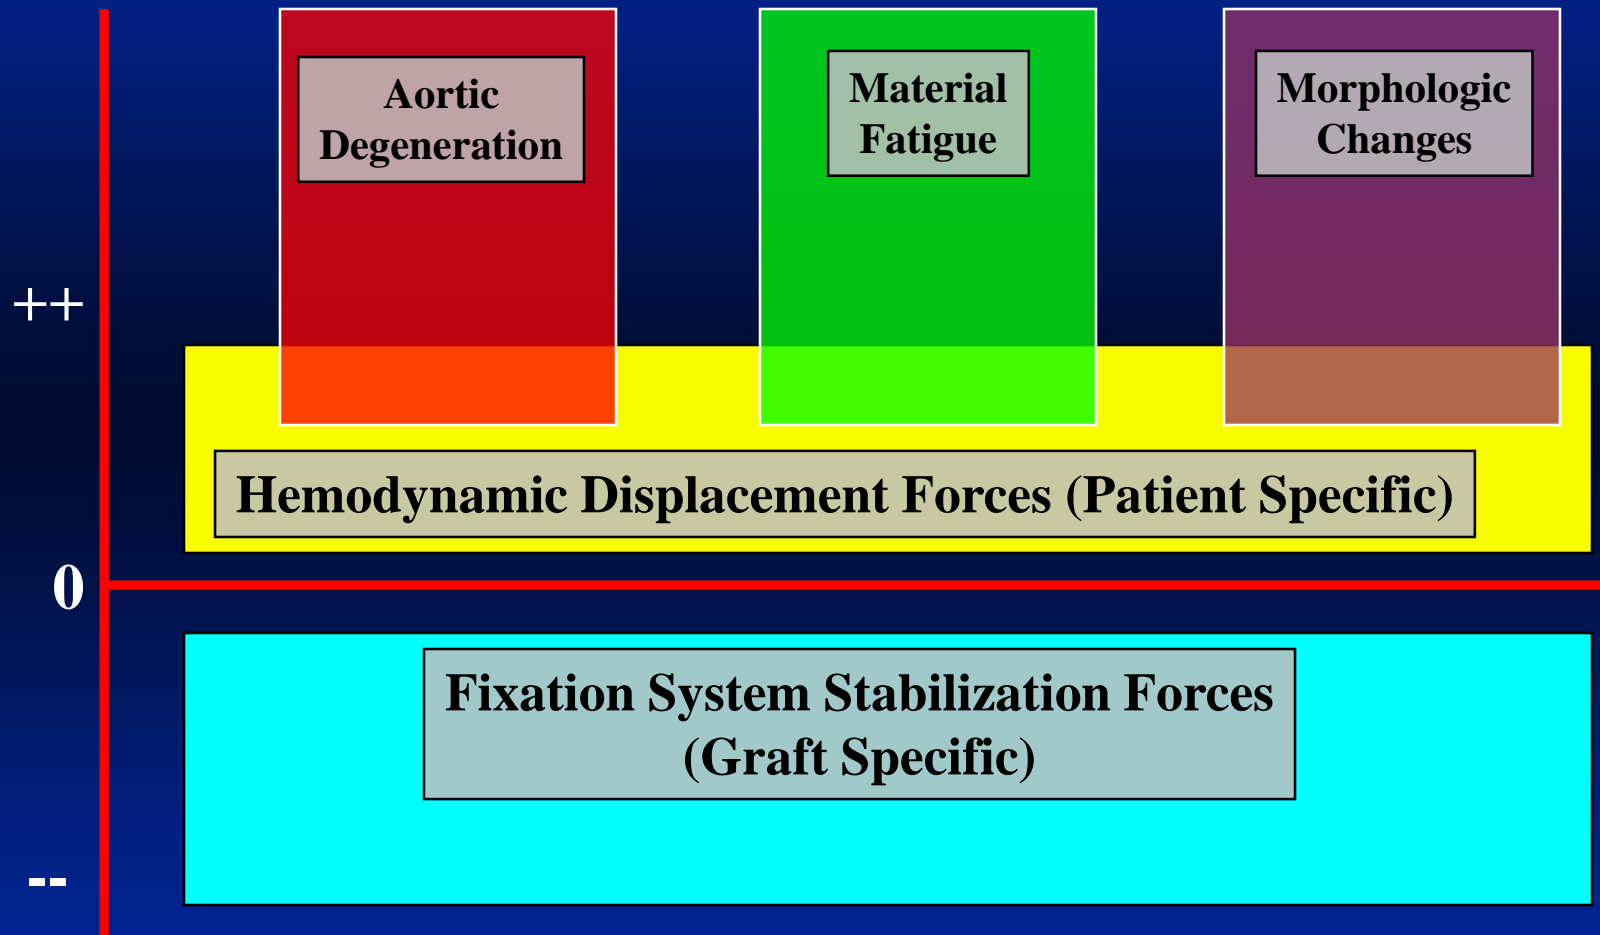 Aortic
Degeneration
Material
Fatigue
Morphologic
Changes
++
Hemodynamic Displacement Forces (Patient Specific)
0
Fixation System Stabilization Forces
(Graft Specific)
--